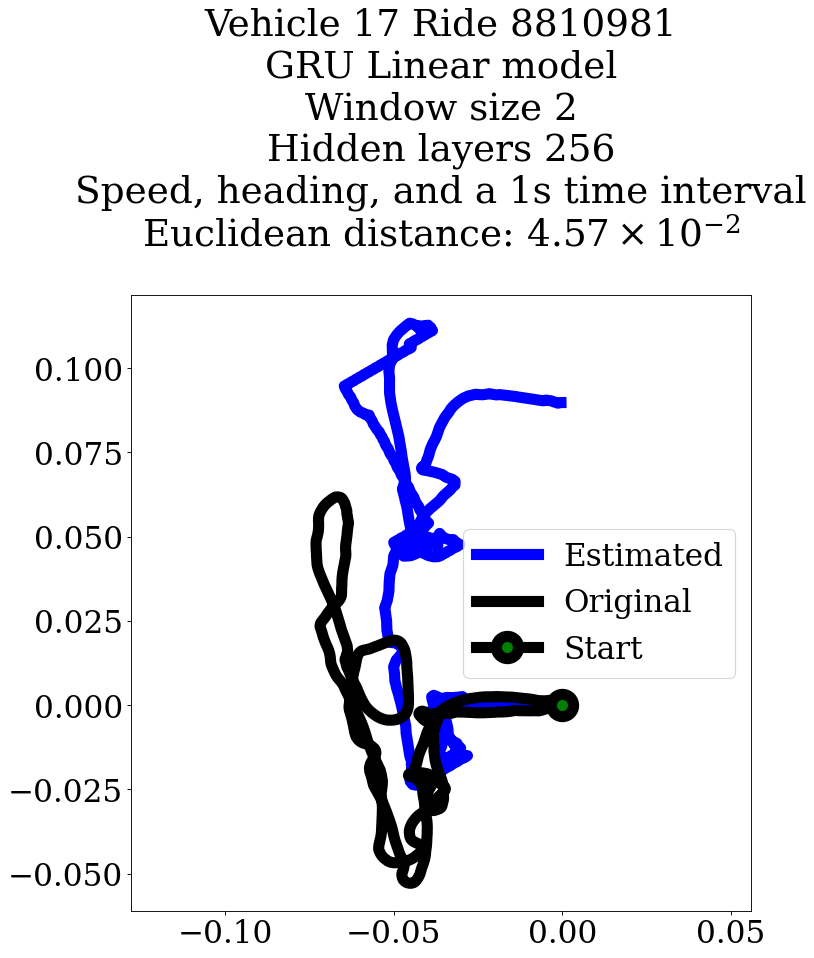 Vehicle 17 Ride 8810981
GRU Linear model
Window size 2
Hidden layers 256
Speed, heading, and a 1s time interval
Euclidean distance: 4.57 × 10⁻²
0.100
0.075
0.050
0.025
0.000
−0.025
−0.050
Estimated
Original
Start
−0.10
−0.05
0.00
0.05